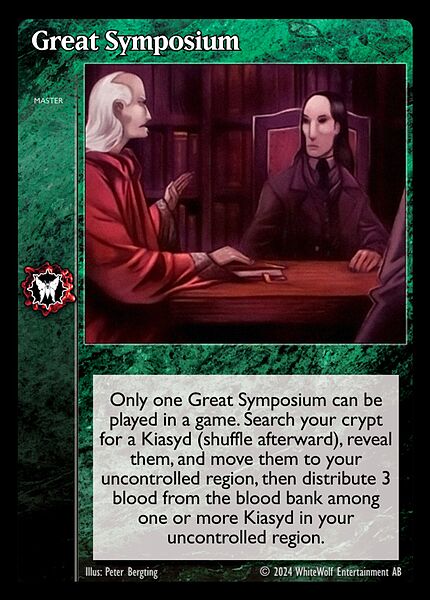 Great Symposium
MASTER
Only one Great Symposium can be
played in a game. Search your crypt
for a Kiasyd (shuffle afterward), reveal
them, and move them to your
uncontrolled region, then distribute 3
blood from the blood bank among
one or more Kiasyd in your
uncontrolled region.
Illus: Peter Bergting © 2024 WhiteWolf Entertainment AB